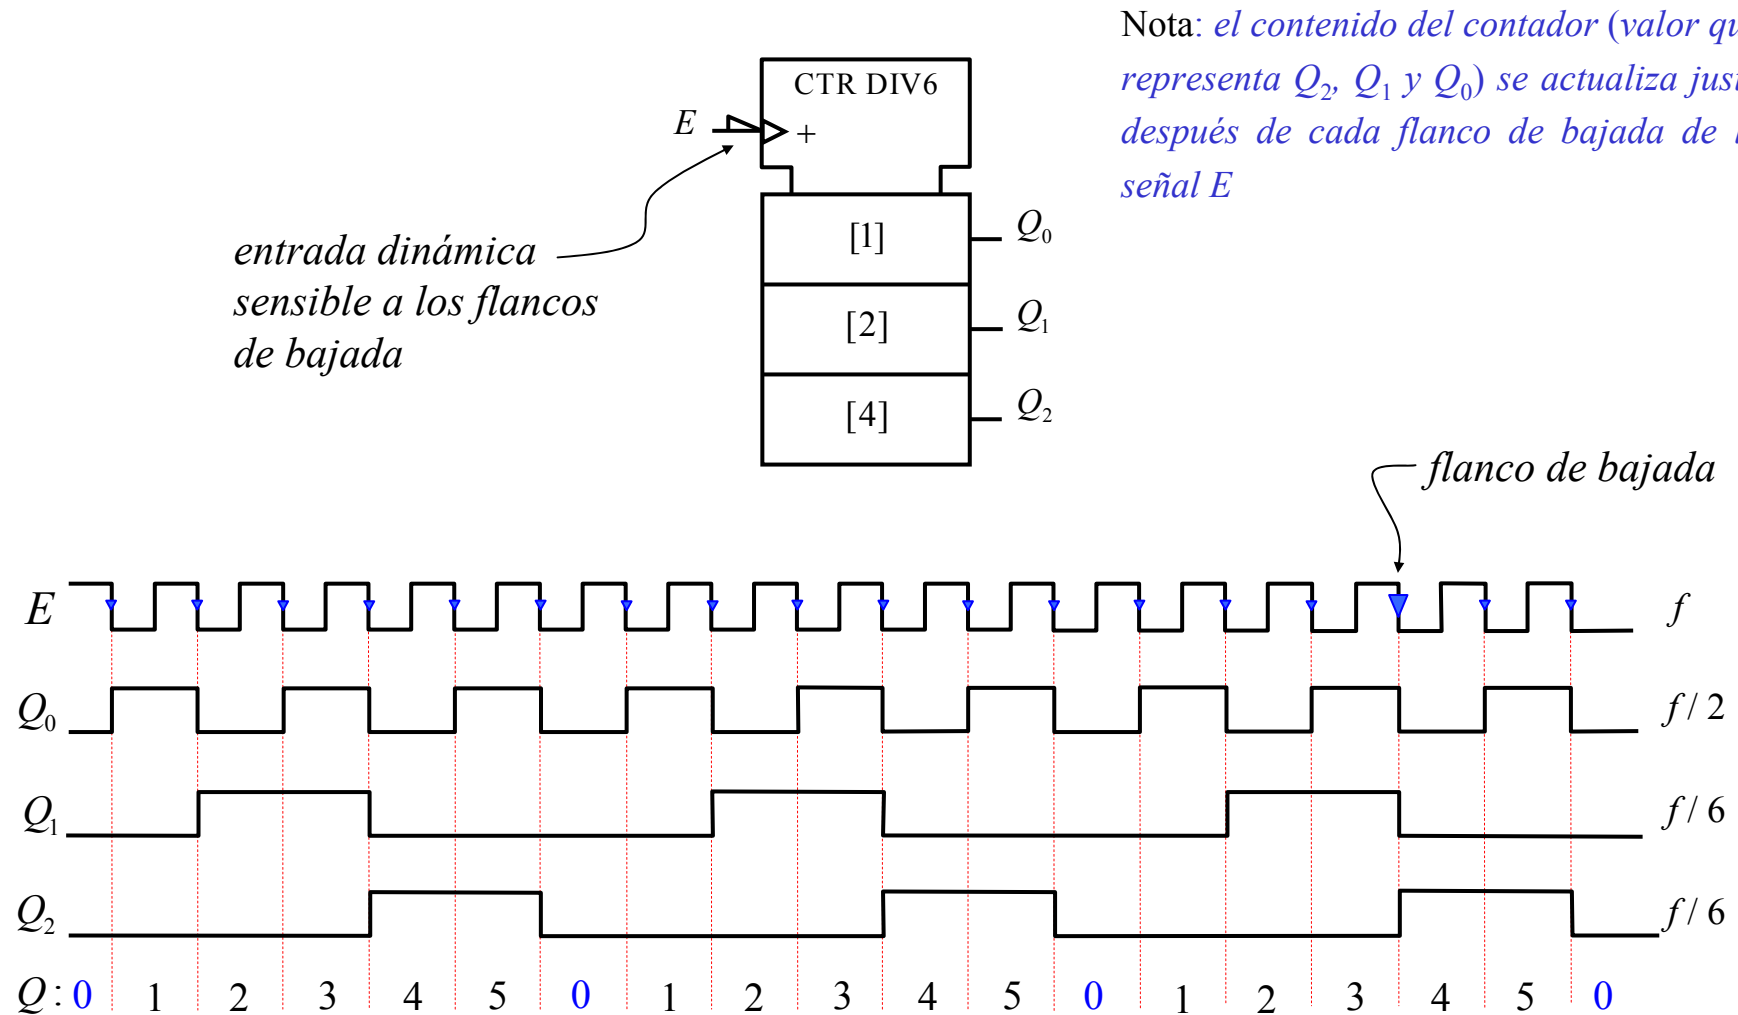 Nota: el contenido del contador (valor
representa Q₂, Q₁ y Q₀) se actualiza
después de cada flanco de bajada de
señal E
CTR DIV6
E
+
[1]
Q₀
[2]
Q₁
[4]
Q₂
entrada dinámica
sensible a los flancos
de bajada
flanco de bajada
E
f
Q₀
f / 2
Q₁
f / 6
Q₂
f / 6
Q : 0 1 2 3 4 5 0 1 2 3 4 5 0 1 2 3 4 5 0